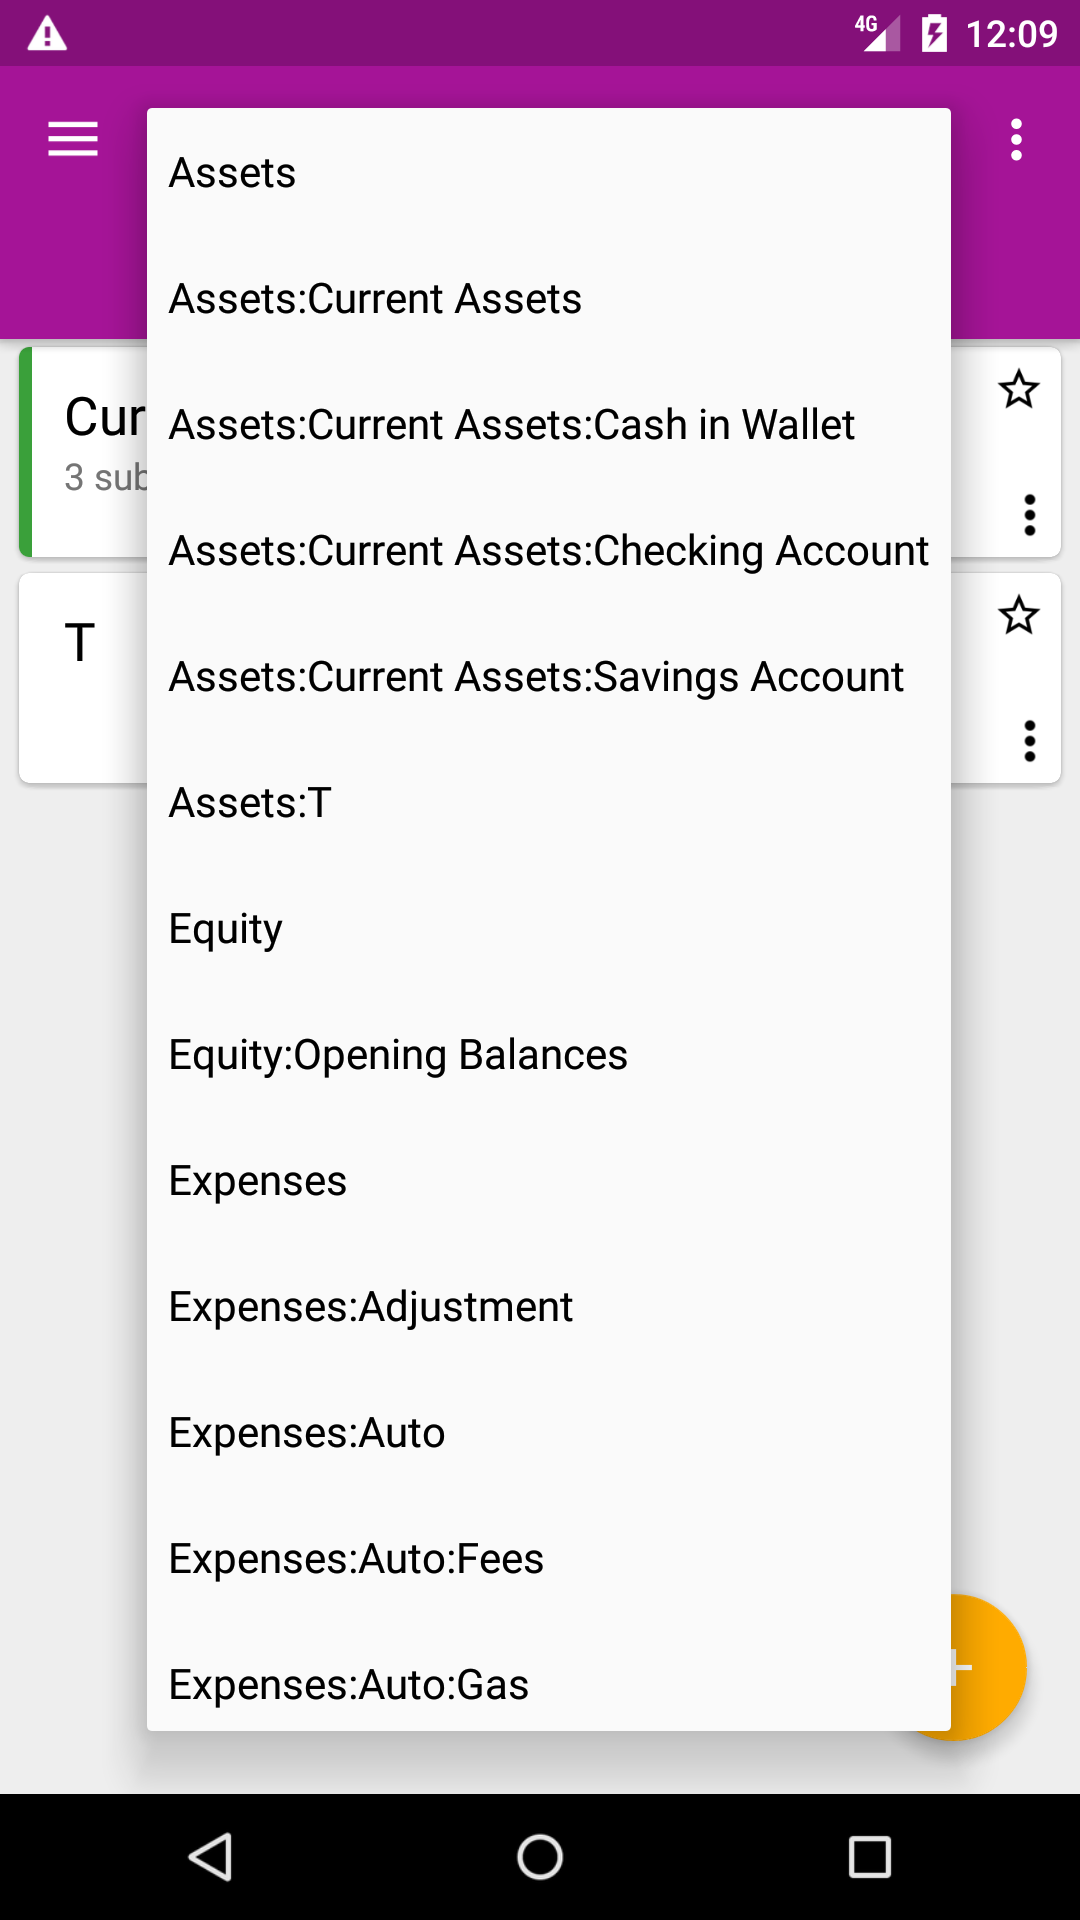 4G 12:09
Assets
Assets:Current Assets
Cur
Assets:Current Assets:Cash in Wallet
3 sub
Assets:Current Assets:Checking Account
T
Assets:Current Assets:Savings Account
Assets:T
Equity
Equity:Opening Balances
Expenses
Expenses:Adjustment
Expenses:Auto
Expenses:Auto:Fees
Expenses:Auto:Gas